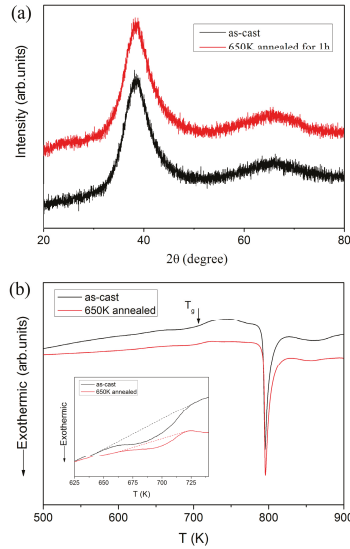 (a)
as-cast
650K annealed for 1h
Intensity (arb.units)
20 40 60 80
2θ (degree)
(b)
as-cast
650K annealed
Tg
Exothermic (arb.units)
as-cast
650K annealed
Exothermic
625 650 675 700 725
T (K)
500 600 700 800 900
T (K)